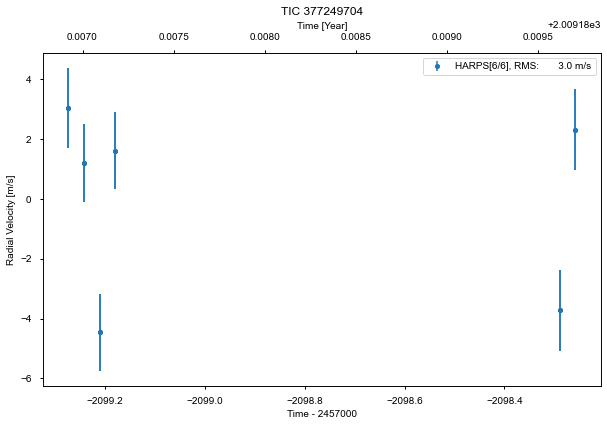 TIC 377249704
Time [Year]
+2.00918e3
0.0070 0.0075 0.0080 0.0085 0.0090 0.0095
HARPS[6/6], RMS: 3.0 m/s
Radial Velocity [m/s]
4
2
0
−2
−4
−6
−2099.2 −2099.0 −2098.8 −2098.6 −2098.4
Time - 2457000